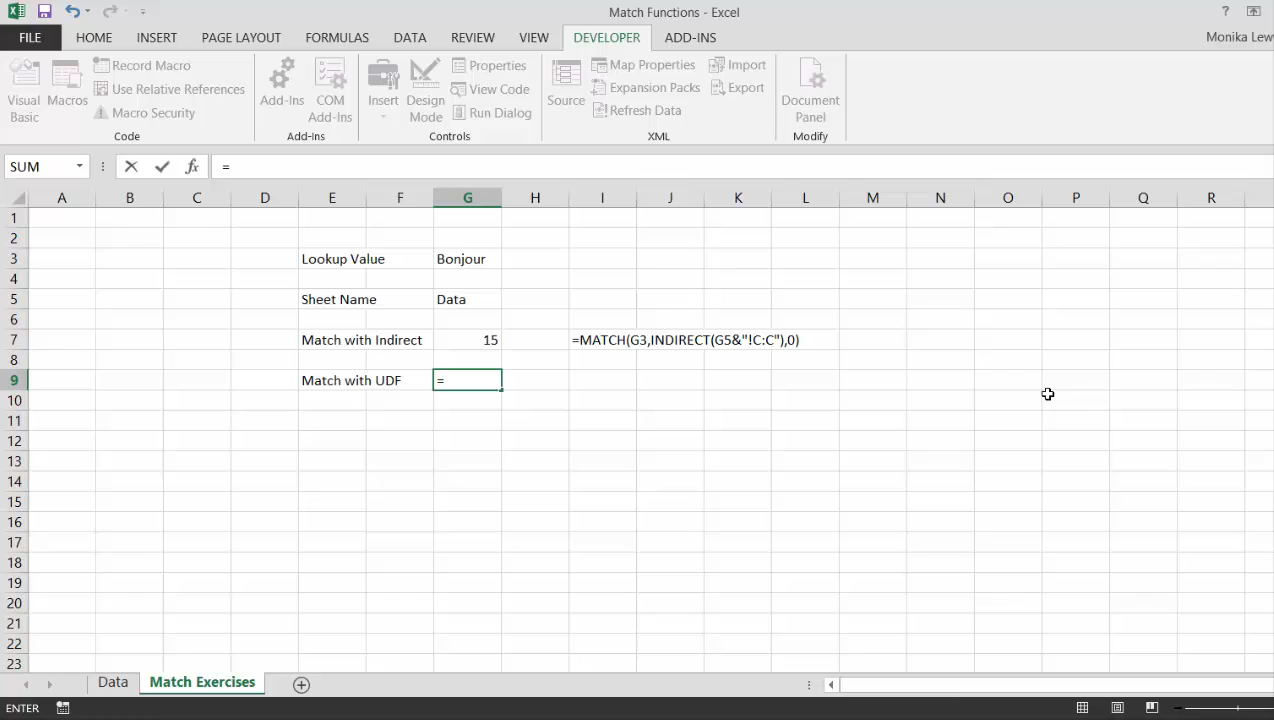 Match Functions - Excel
?
FILE HOME INSERT PAGE LAYOUT FORMULAS DATA REVIEW VIEW DEVELOPER ADD-INS Monika Lew
Visual Basic
Macros
Record Macro
Use Relative References
Macro Security
Code
Add-Ins
COM Add-Ins
Add-Ins
Insert
Design Mode
Properties
View Code
Run Dialog
Controls
Source
Map Properties
Expansion Packs
Refresh Data
Import
Export
XML
Document Panel
Modify
SUM fx =
A B C D E F G H I J K L M N O P Q R
1
2
3 Lookup Value Bonjour
4
5 Sheet Name Data
6
7 Match with Indirect 15 =MATCH(G3,INDIRECT(G5&"!C:C"),0)
8
9 Match with UDF =
10
11
12
13
14
15
16
17
18
19
20
21
22
23
Data Match Exercises
ENTER